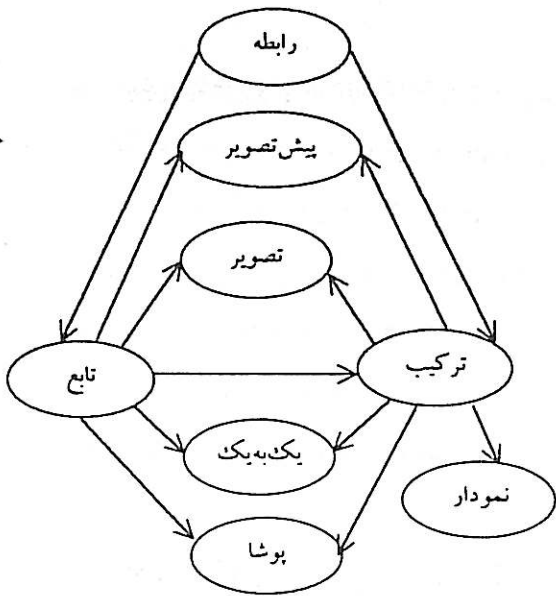 رابطه
پیش‌تصویر
تصویر
تابع
ترکیب
یک‌به‌یک
نمودار
پوشا